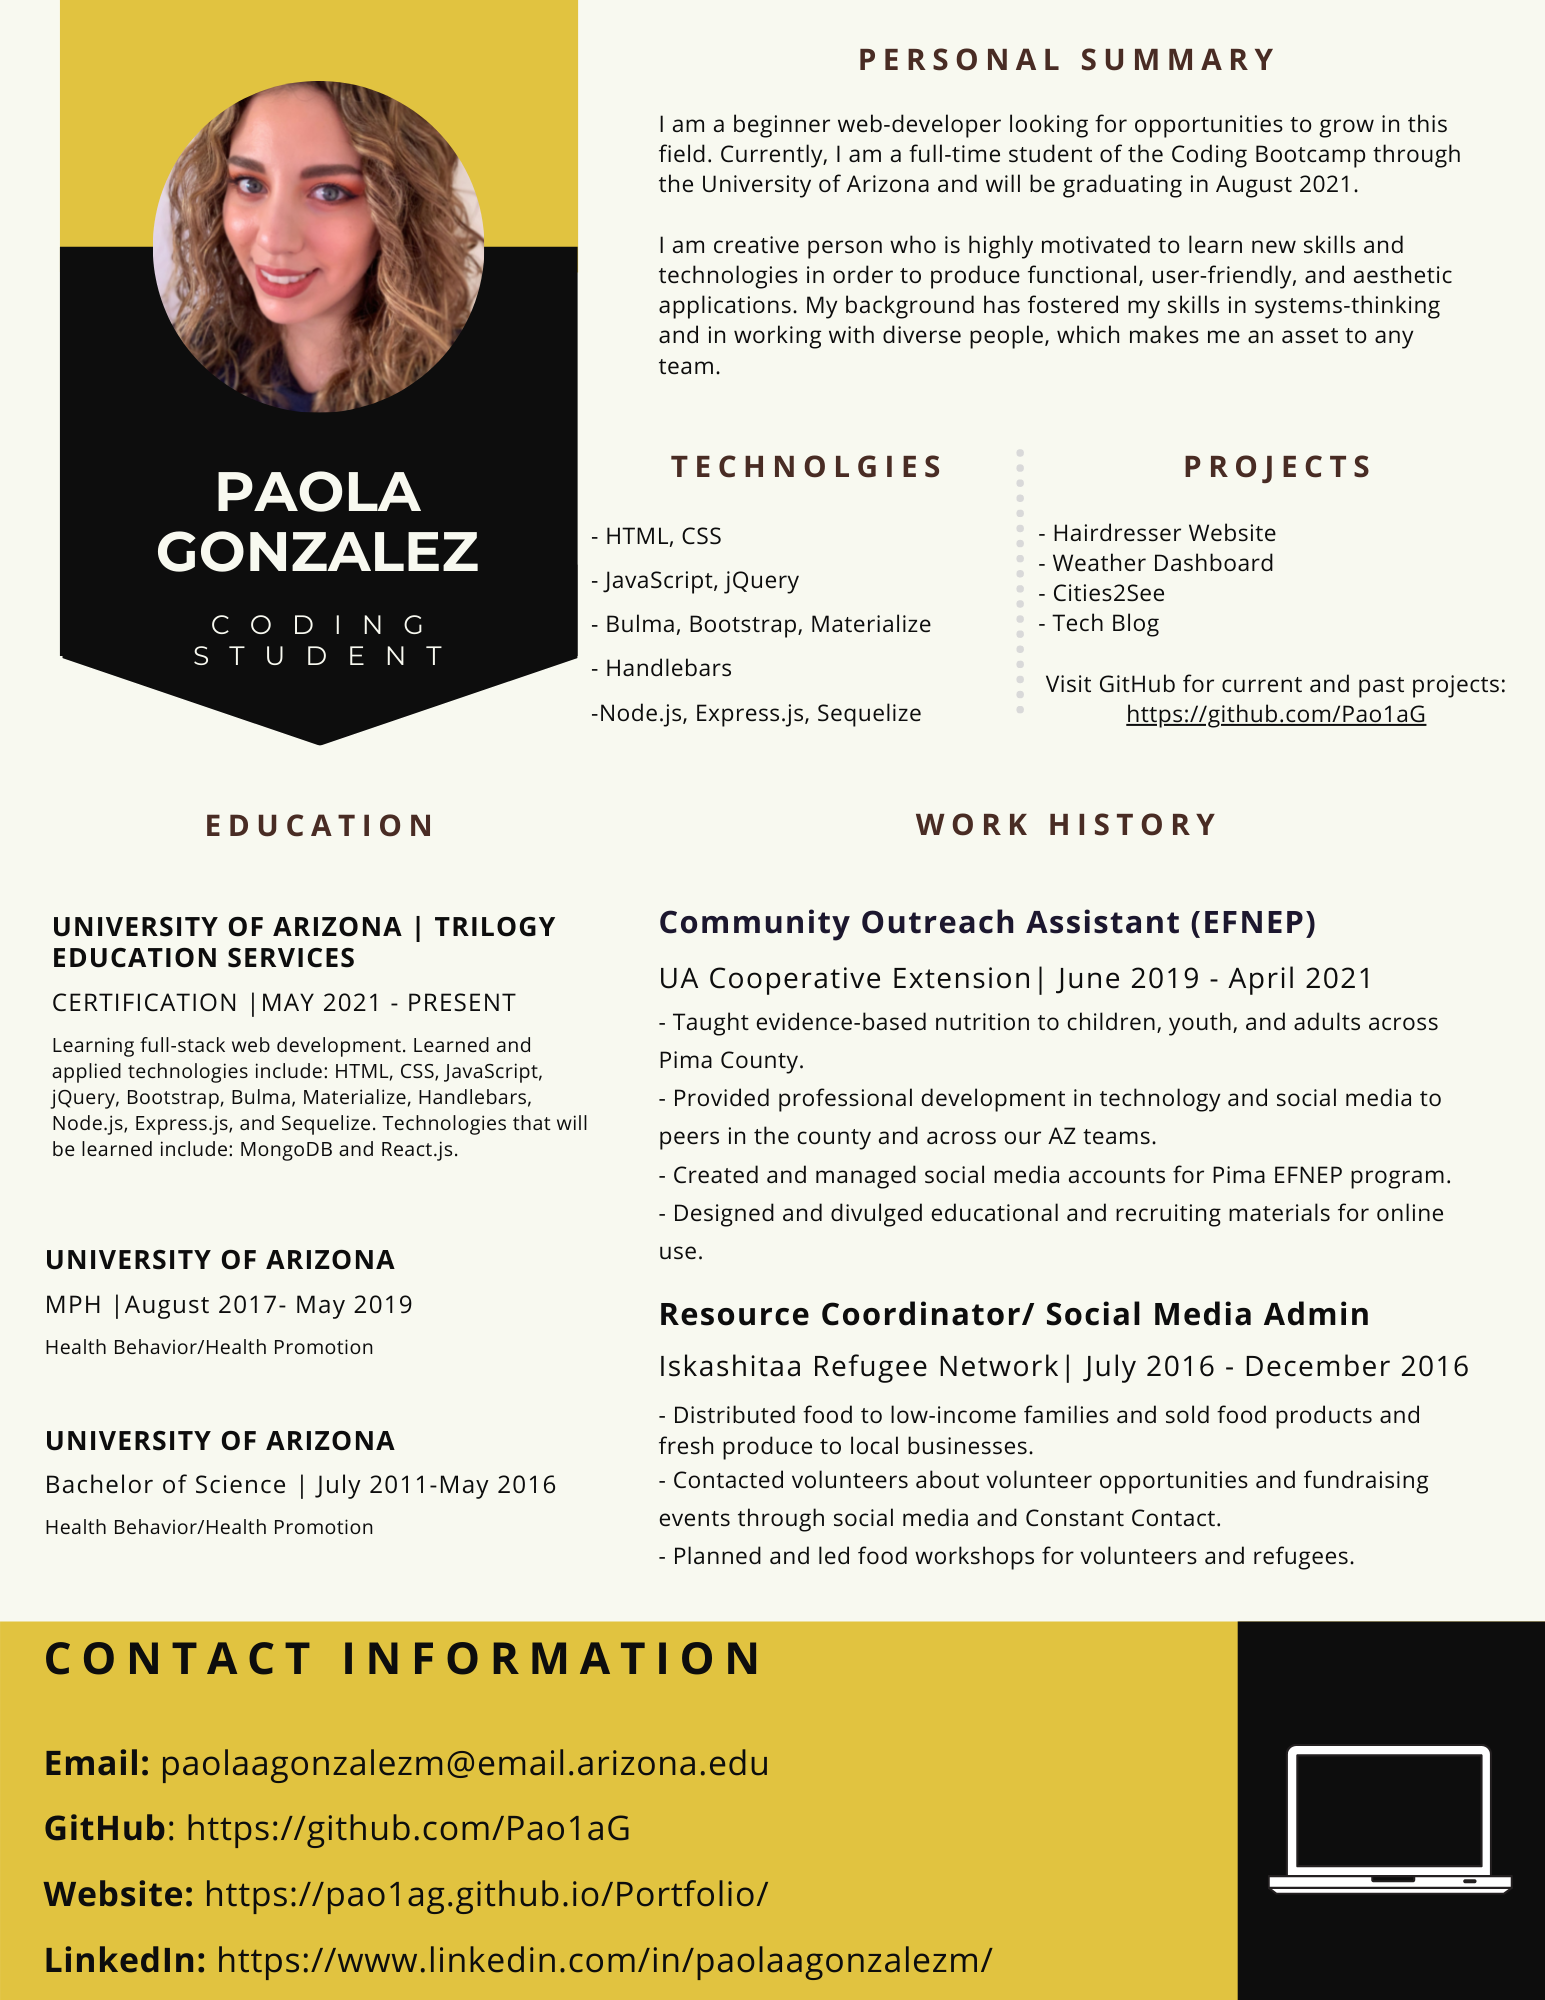 PAOLA
GONZALEZ
CODING
STUDENT
PERSONAL SUMMARY
I am a beginner web-developer looking for opportunities to grow in this
field. Currently, I am a full-time student of the Coding Bootcamp through
the University of Arizona and will be graduating in August 2021.
I am creative person who is highly motivated to learn new skills and
technologies in order to produce functional, user-friendly, and aesthetic
applications. My background has fostered my skills in systems-thinking
and in working with diverse people, which makes me an asset to any
team.
TECHNOLGIES
- HTML, CSS
- JavaScript, jQuery
- Bulma, Bootstrap, Materialize
- Handlebars
-Node.js, Express.js, Sequelize
PROJECTS
- Hairdresser Website
- Weather Dashboard
- Cities2See
- Tech Blog
Visit GitHub for current and past projects:
https://github.com/Pao1aG
EDUCATION
UNIVERSITY OF ARIZONA | TRILOGY
EDUCATION SERVICES
CERTIFICATION |MAY 2021 - PRESENT
Learning full-stack web development. Learned and
applied technologies include: HTML, CSS, JavaScript,
jQuery, Bootstrap, Bulma, Materialize, Handlebars,
Node.js, Express.js, and Sequelize. Technologies that will
be learned include: MongoDB and React.js.
UNIVERSITY OF ARIZONA
MPH |August 2017- May 2019
Health Behavior/Health Promotion
UNIVERSITY OF ARIZONA
Bachelor of Science | July 2011-May 2016
Health Behavior/Health Promotion
WORK HISTORY
Community Outreach Assistant (EFNEP)
UA Cooperative Extension| June 2019 - April 2021
- Taught evidence-based nutrition to children, youth, and adults across
Pima County.
- Provided professional development in technology and social media to
peers in the county and across our AZ teams.
- Created and managed social media accounts for Pima EFNEP program.
- Designed and divulged educational and recruiting materials for online
use.
Resource Coordinator/ Social Media Admin
Iskashitaa Refugee Network| July 2016 - December 2016
- Distributed food to low-income families and sold food products and
fresh produce to local businesses.
- Contacted volunteers about volunteer opportunities and fundraising
events through social media and Constant Contact.
- Planned and led food workshops for volunteers and refugees.
CONTACT INFORMATION
Email: paolaagonzalezm@email.arizona.edu
GitHub: https://github.com/Pao1aG
Website: https://pao1ag.github.io/Portfolio/
LinkedIn: https://www.linkedin.com/in/paolaagonzalezm/